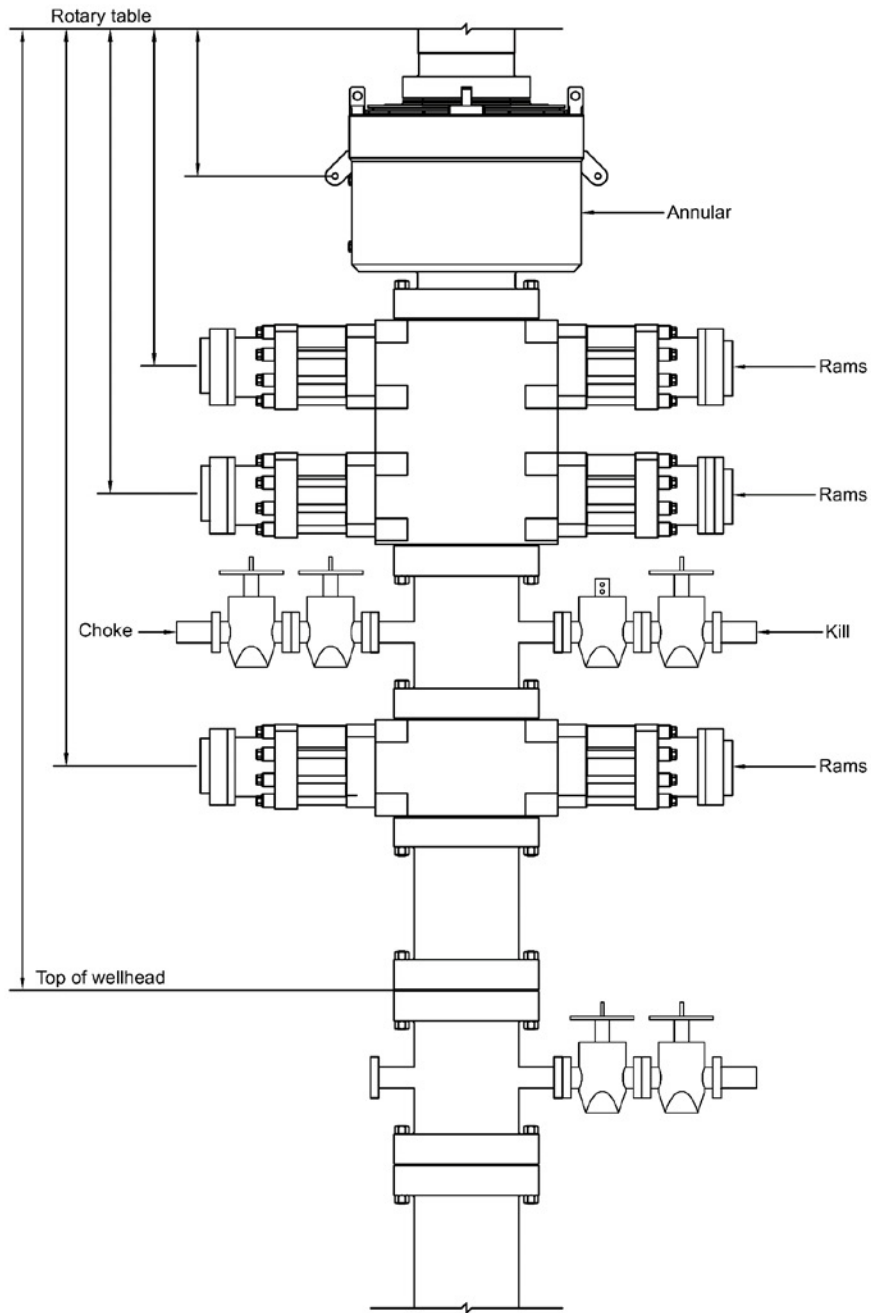 Rotary table
Annular
Rams
Rams
Choke
Kill
Rams
Top of wellhead